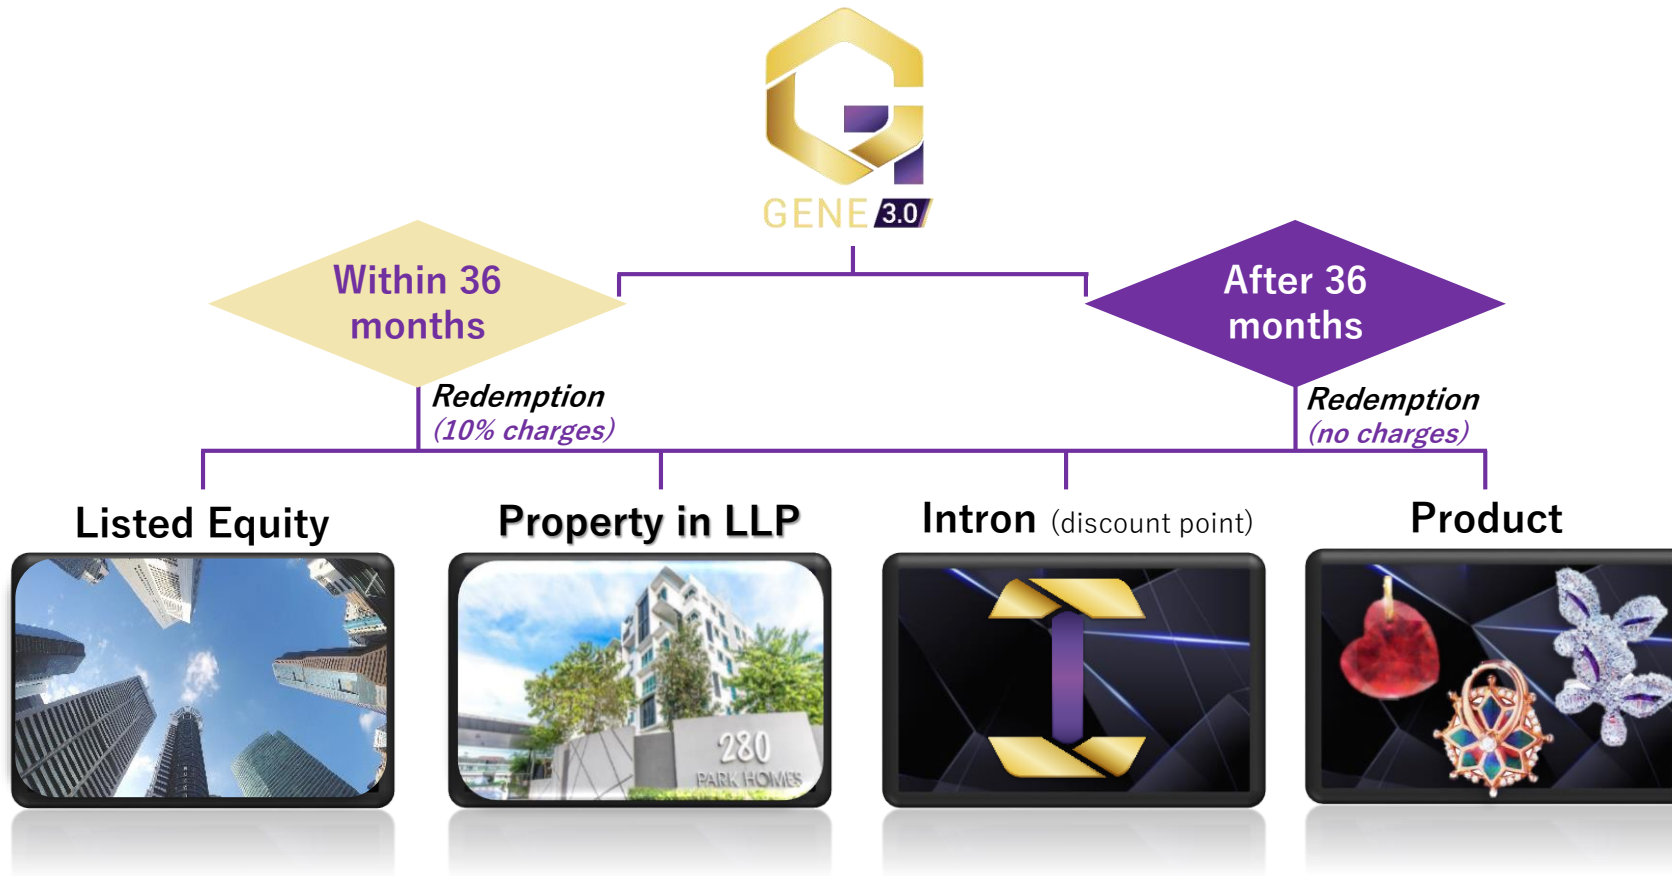 GENE 3.0
Within 36
months
After 36
months
Redemption
(10% charges)
Redemption
(no charges)
Listed Equity
Property in LLP
Intron (discount point)
Product
280
PARK HOMES